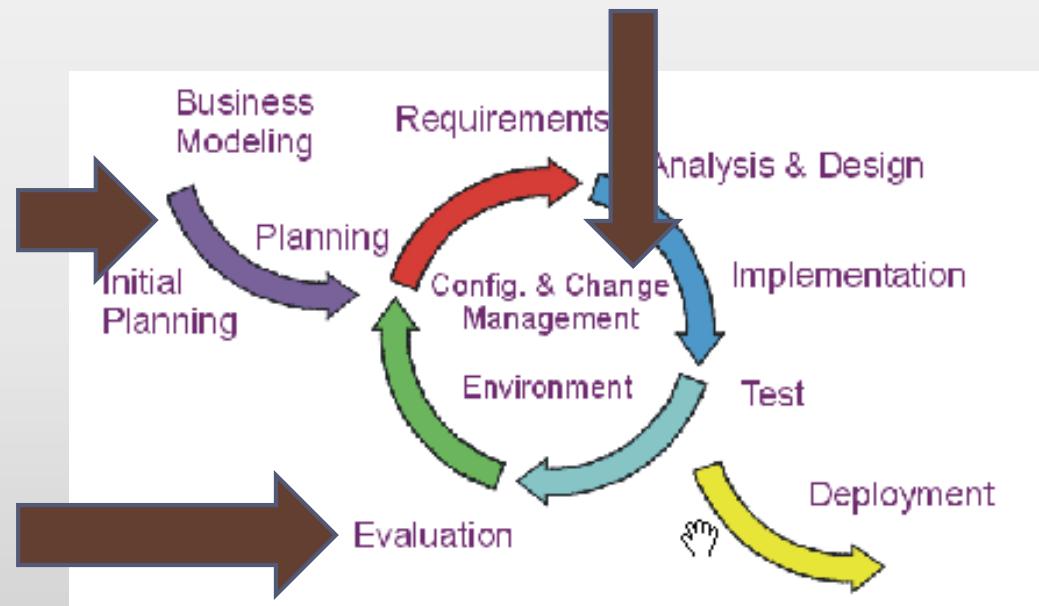 Business
Modeling
Requirements
Analysis & Design
Planning
Initial
Planning
Config. & Change
Management
Implementation
Environment
Test
Deployment
Evaluation